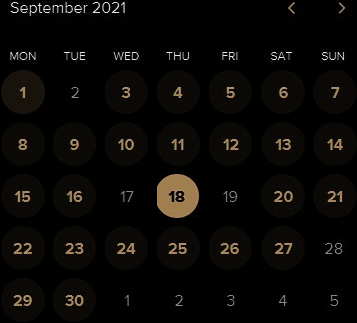 September 2021
MON TUE WED THU FRI SAT SUN
1 2 3 4 5 6 7
8 9 10 11 12 13 14
15 16 17 18 19 20 21
22 23 24 25 26 27 28
29 30 1 2 3 4 5